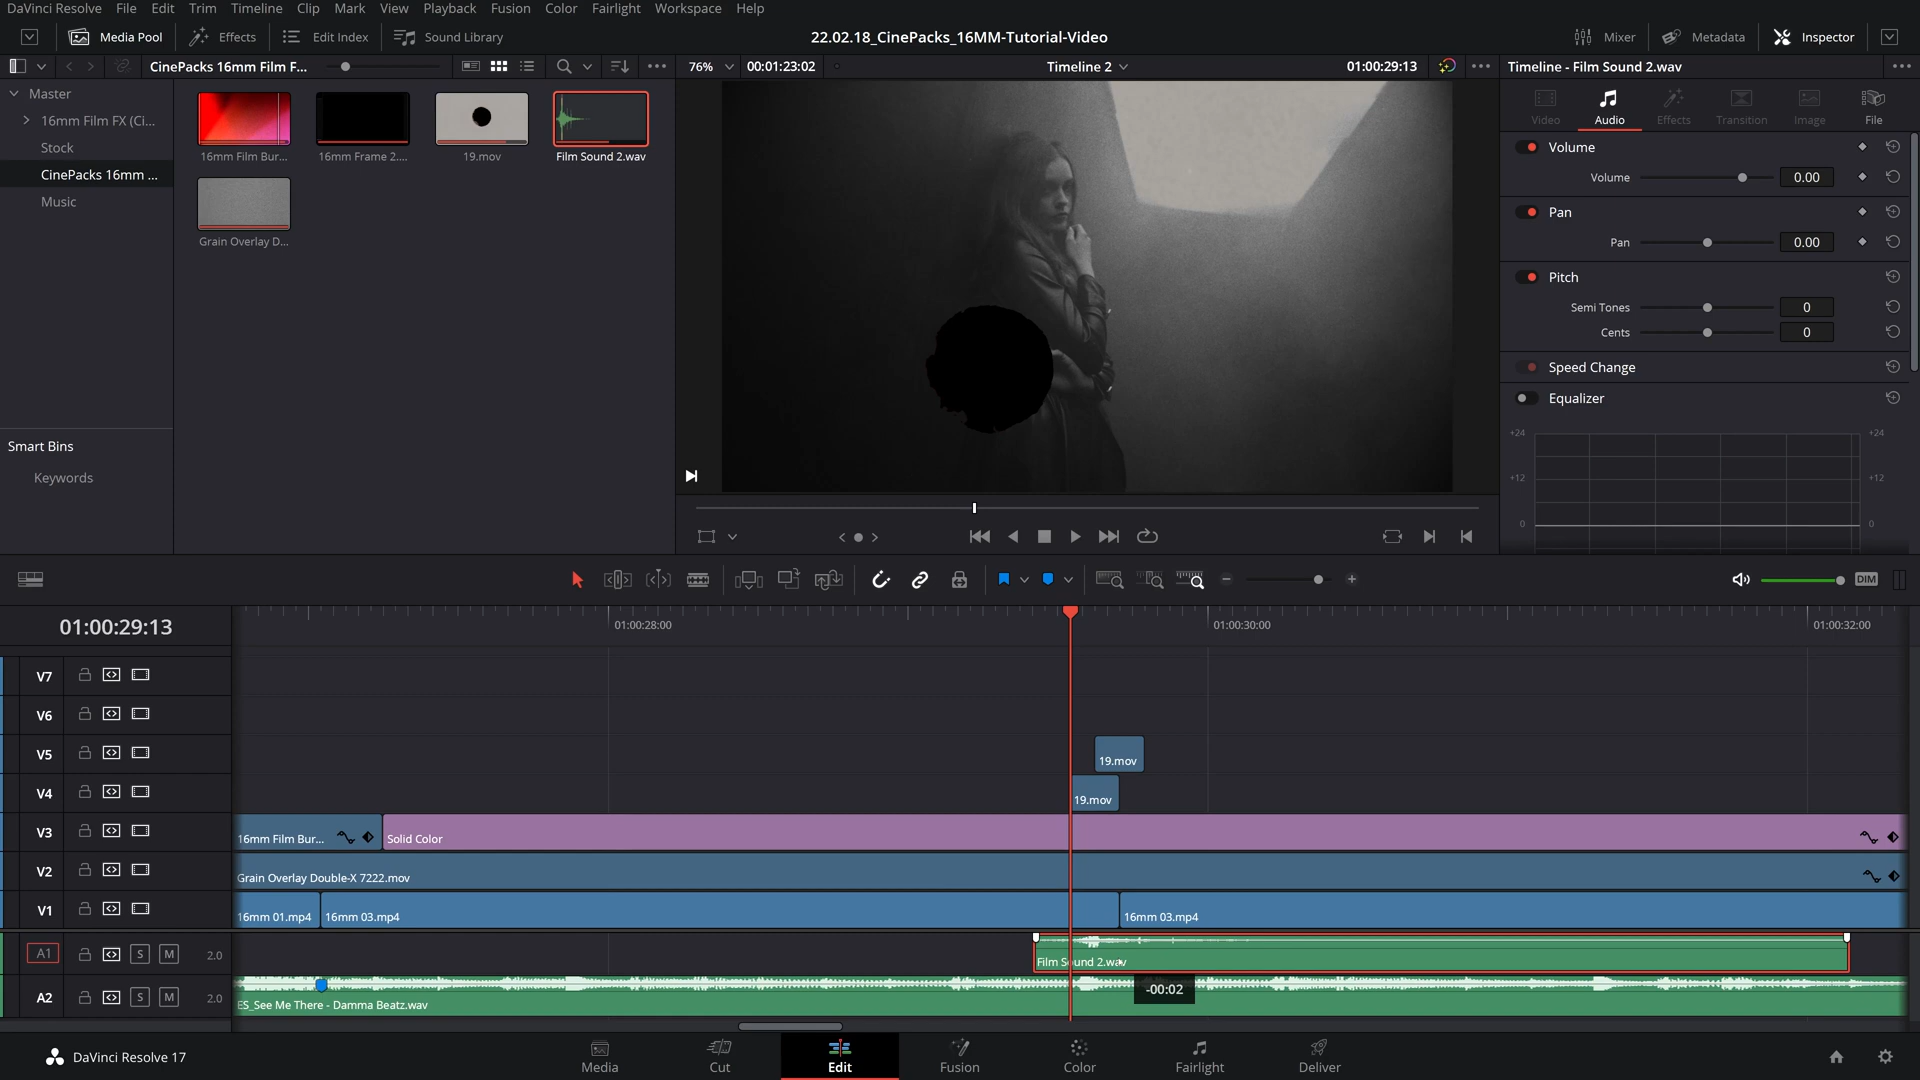 DaVinci Resolve File Edit Trim Timeline Clip Mark View Playback Fusion Color Fairlight Workspace Help
Media Pool Effects Edit Index Sound Library 22.02.18_CinePacks_16MM-Tutorial-Video Mixer Metadata Inspector
CinePacks 16mm Film F... 76% 00:01:23:02 Timeline 2 01:00:29:13 Timeline - Film Sound 2.wav
Master
16mm Film FX (Ci...
Stock
CinePacks 16mm ...
Music
Smart Bins
Keywords
16mm Film Bur... 16mm Frame 2.... 19.mov Film Sound 2.wav
Grain Overlay D...
Video Audio Effects Transition Image File
Volume
Volume 0.00
Pan
Pan 0.00
Pitch
Semi Tones 0
Cents 0
Speed Change
Equalizer
+24 +24
+12 +12
0 0
DIM
01:00:29:13 01:00:28:00 01:00:30:00 01:00:32:00
V7
V6
V5 19.mov
V4 19.mov
V3 16mm Film Bur... Solid Color
V2 Grain Overlay Double-X 7222.mov
V1 16mm 01.mp4 16mm 03.mp4 16mm 03.mp4
A1 S M 2.0 Film Sound 2.wav
-00:02
A2 S M 2.0 ES_See Me There - Damma Beatz.wav
DaVinci Resolve 17 Media Cut Edit Fusion Color Fairlight Deliver